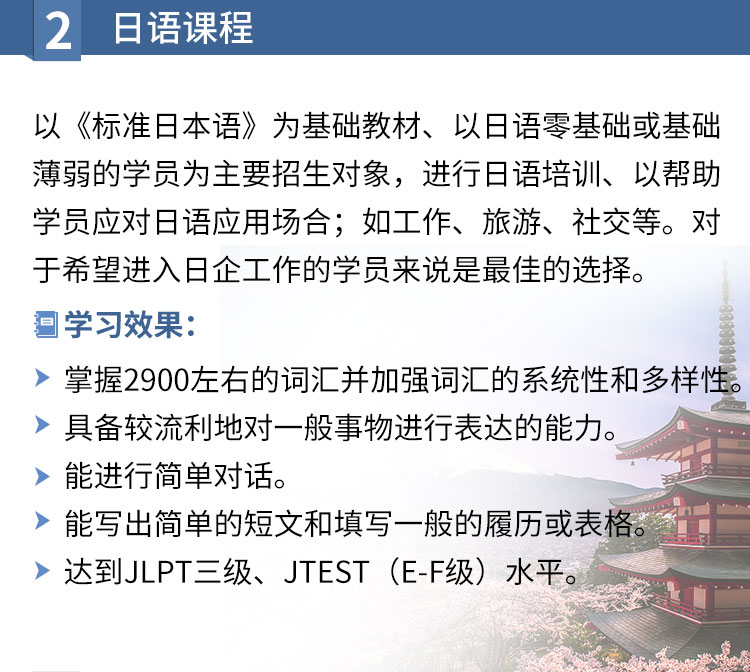 2 日语课程
以《标准日本语》为基础教材、以日语零基础或基础
薄弱的学员为主要招生对象，进行日语培训、以帮助
学员应对日语应用场合；如工作、旅游、社交等。对
于希望进入日企工作的学员来说是最佳的选择。
学习效果：
掌握2900左右的词汇并加强词汇的系统性和多样性。
具备较流利地对一般事物进行表达的能力。
能进行简单对话。
能写出简单的短文和填写一般的履历或表格。
达到JLPT三级、JTEST（E-F级）水平。